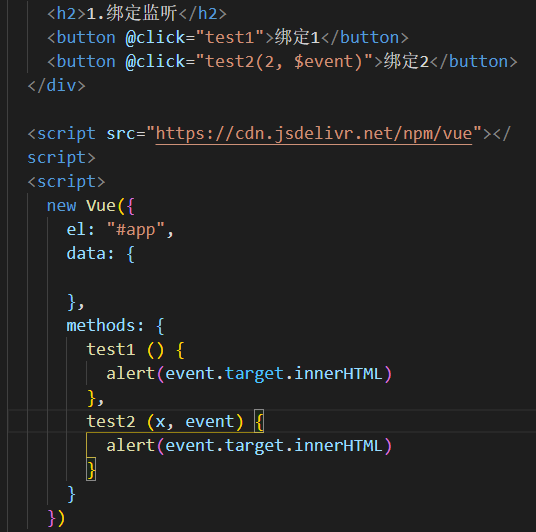 <h2>1.绑定监听</h2>
<button @click="test1">绑定1</button>
<button @click="test2(2, $event)">绑定2</button>
</div>
<script src="https://cdn.jsdelivr.net/npm/vue"></
script>
<script>
new Vue({
el: "#app",
data: {
},
methods: {
test1 () {
alert(event.target.innerHTML)
},
test2 (x, event) {
alert(event.target.innerHTML)
}
}
})